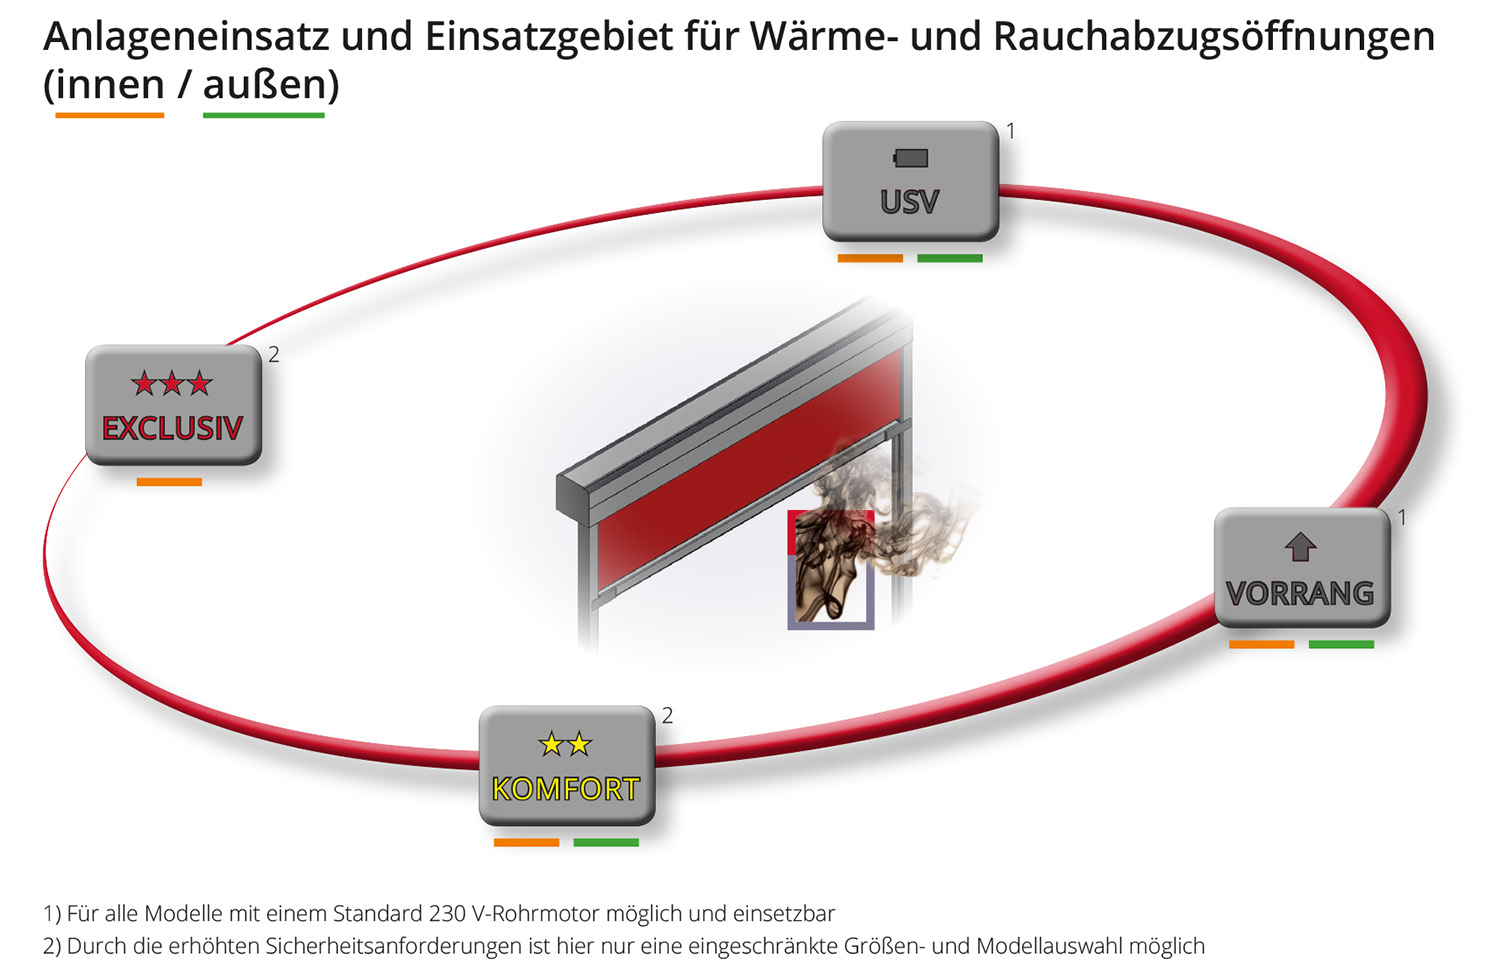 Anlageneinsatz und Einsatzgebiet für Wärme- und Rauchabzugsöffnungen
(innen / außen)
USV 1
EXCLUSIV 2
VORRANG 1
KOMFORT 2
1) Für alle Modelle mit einem Standard 230 V-Rohrmotor möglich und einsetzbar
2) Durch die erhöhten Sicherheitsanforderungen ist hier nur eine eingeschränkte Größen- und Modellauswahl möglich